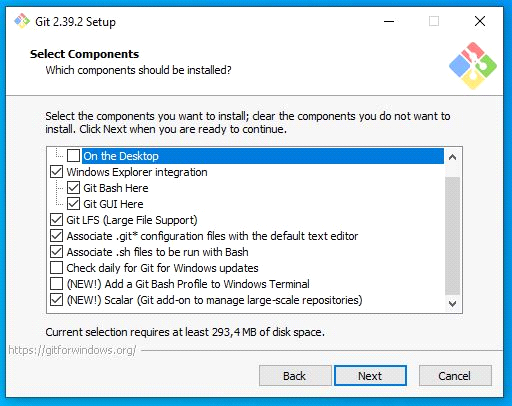 Git 2.39.2 Setup
Select Components
Which components should be installed?
Select the components you want to install; clear the components you do not want to
install. Click Next when you are ready to continue.
On the Desktop
Windows Explorer integration
Git Bash Here
Git GUI Here
Git LFS (Large File Support)
Associate .git* configuration files with the default text editor
Associate .sh files to be run with Bash
Check daily for Git for Windows updates
(NEW!) Add a Git Bash Profile to Windows Terminal
(NEW!) Scalar (Git add-on to manage large-scale repositories)
Current selection requires at least 293,4 MB of disk space.
https://gitforwindows.org/
Back Next Cancel